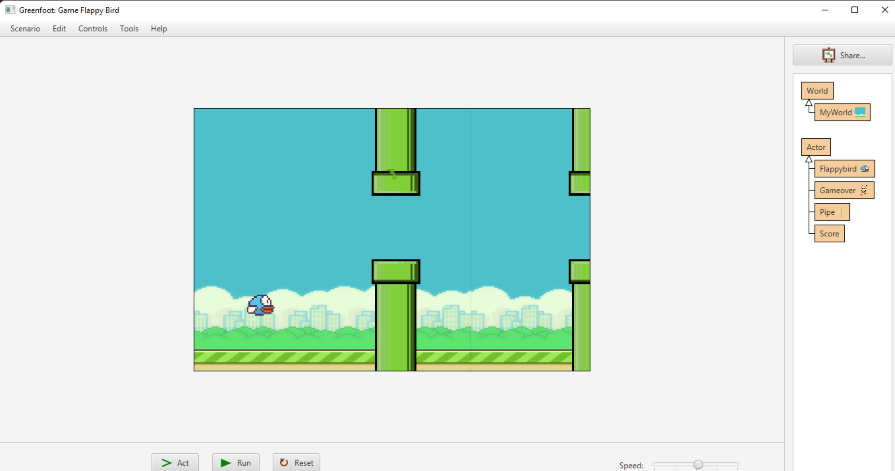 Greenfoot: Game Flappy Bird
Scenario Edit Controls Tools Help
Share...
World
MyWorld
Actor
Flappybird
Gameover
Pipe
Score
Act Run Reset Speed: